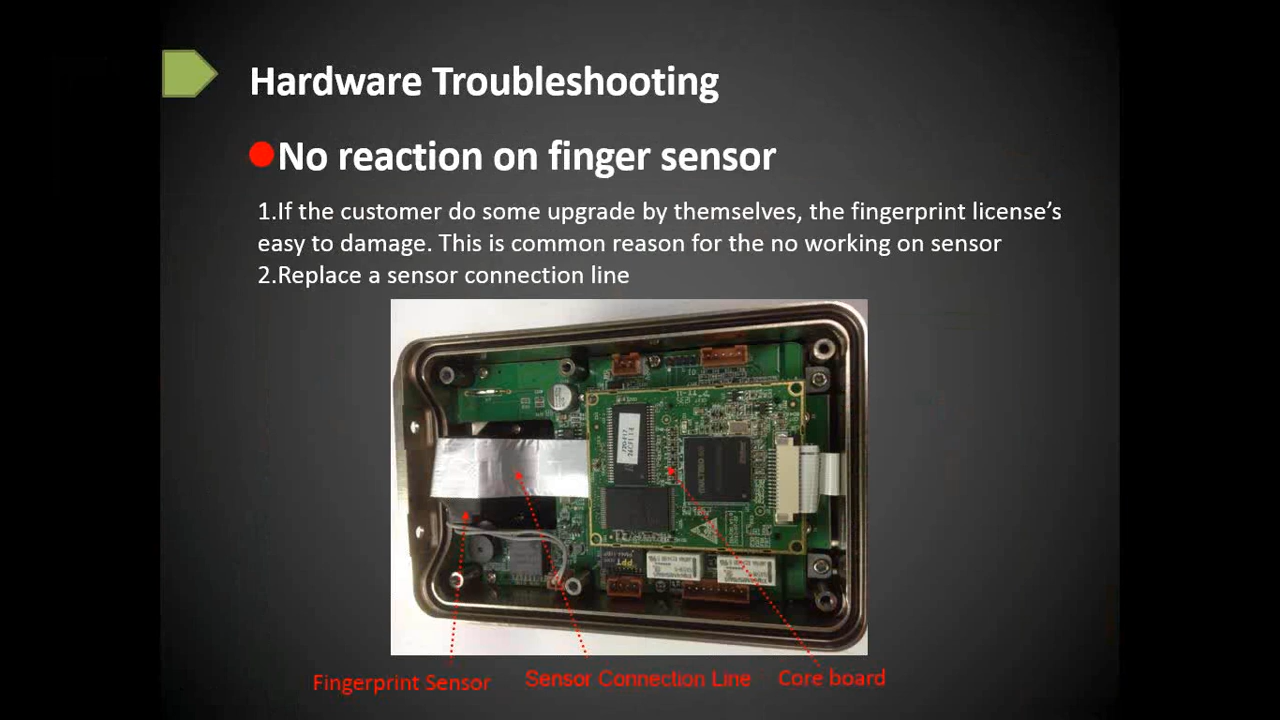 Hardware Troubleshooting
No reaction on finger sensor
1.If the customer do some upgrade by themselves, the fingerprint license's
easy to damage. This is common reason for the no working on sensor
2.Replace a sensor connection line
Fingerprint Sensor
Sensor Connection Line
Core board